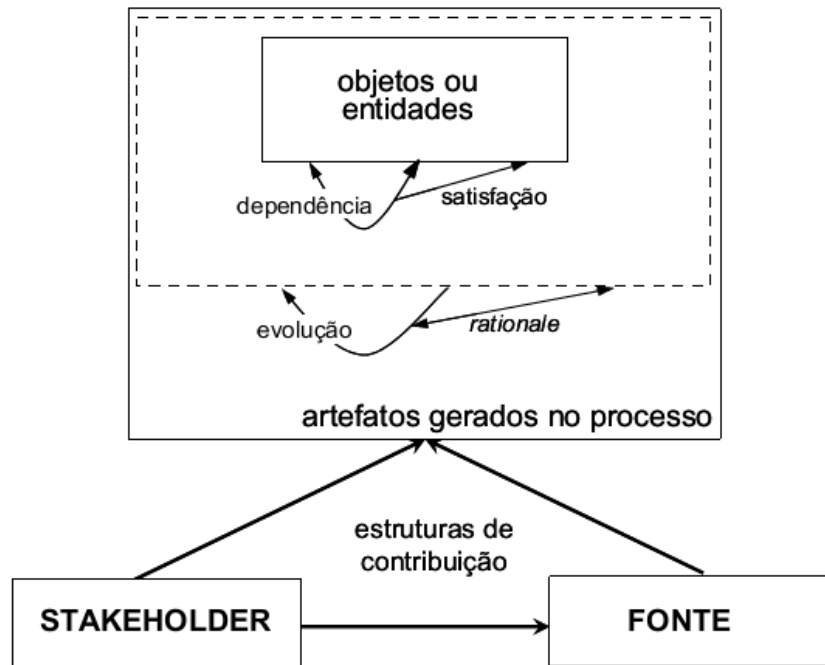 objetos ou
entidades
dependência
satisfação
evolução
rationale
artefatos gerados no processo
estruturas de
contribuição
STAKEHOLDER
FONTE